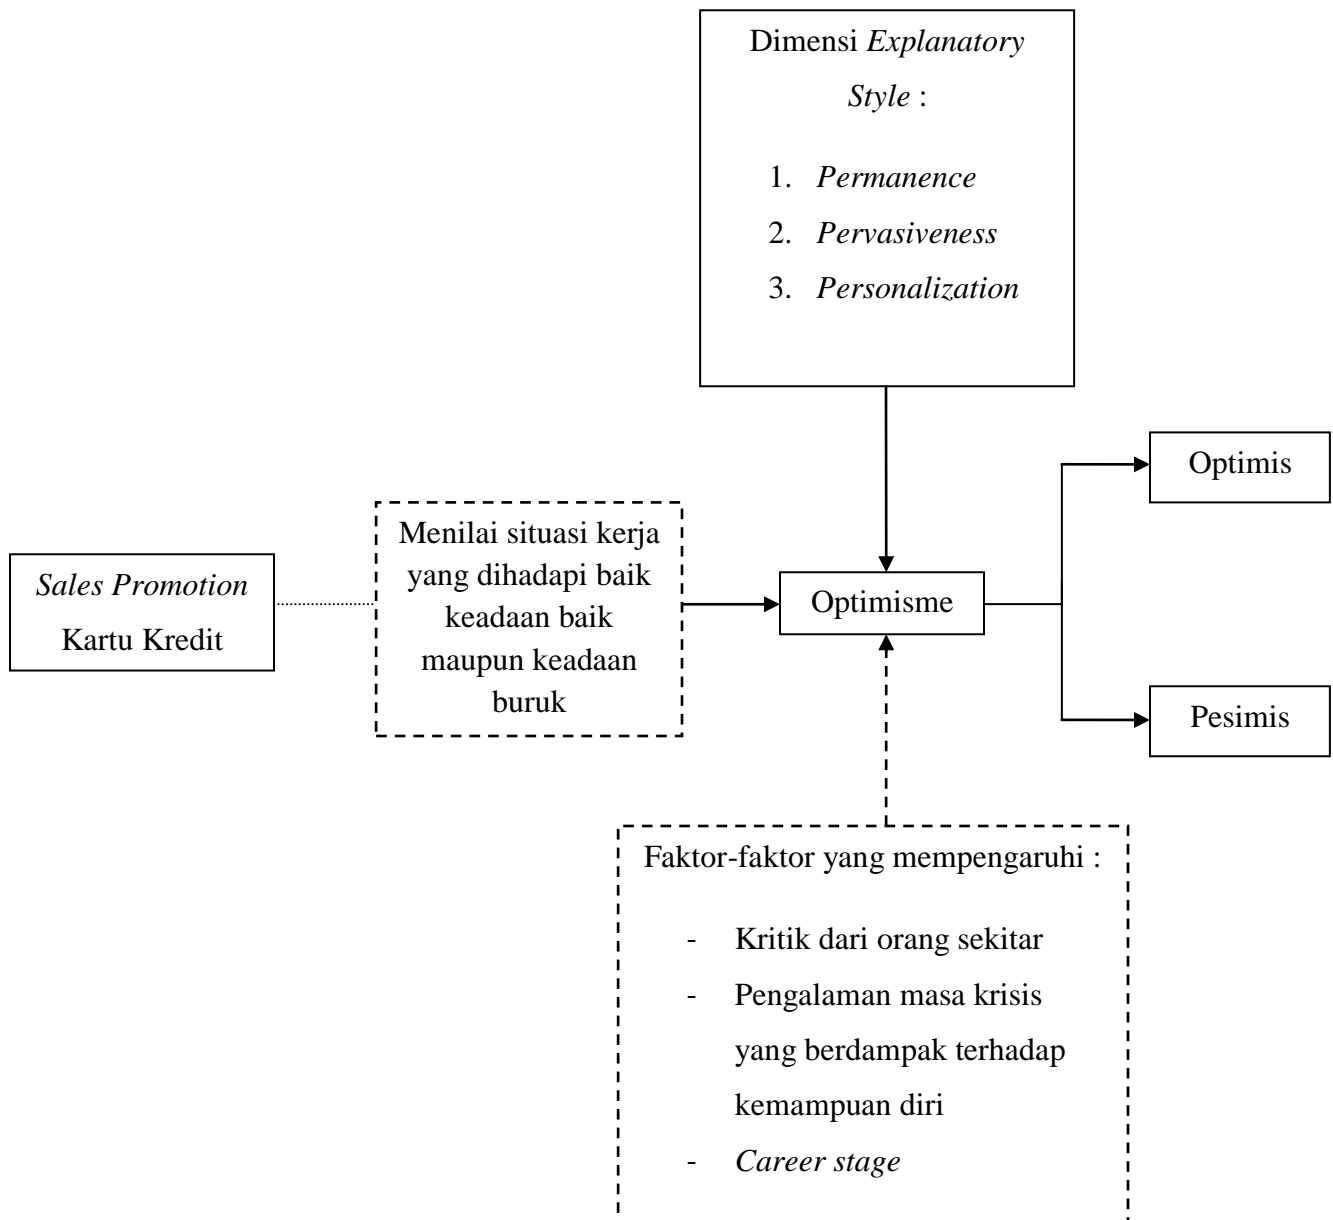 Dimensi Explanatory
Style :
1. Permanence
2. Pervasiveness
3. Personalization
Optimis
Menilai situasi kerja
yang dihadapi baik
keadaan baik
maupun keadaan
buruk
Sales Promotion
Kartu Kredit
Optimisme
Pesimis
Faktor-faktor yang mempengaruhi :
- Kritik dari orang sekitar
- Pengalaman masa krisis
yang berdampak terhadap
kemampuan diri
- Career stage